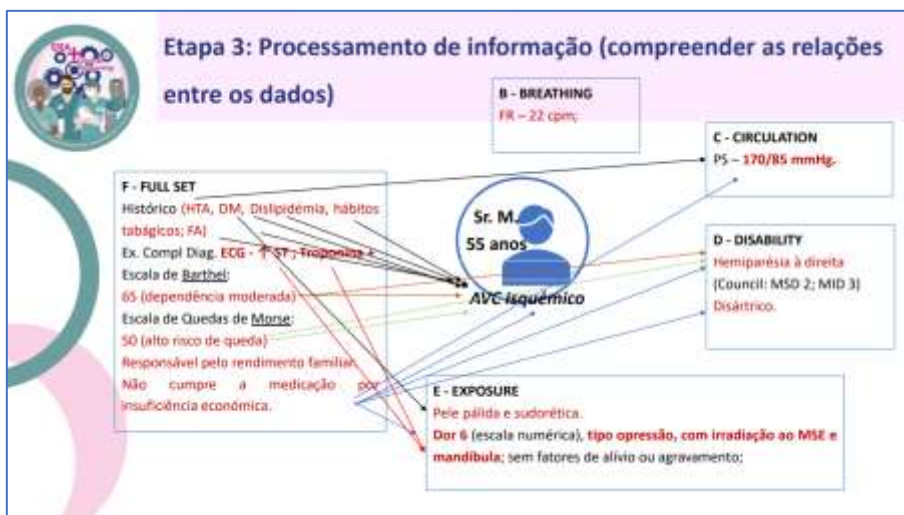 Etapa 3: Processamento de informação (compreender as relações
entre os dados)
B - BREATHING
FR – 22 cpm;
C - CIRCULATION
PS – 170/85 mmHg.
F - FULL SET
Histórico (HTA, DM, Dislipidémia, hábitos
tabágicos; FA)
Ex. Compl Diag. ECG - ↑ ST ; Troponina +
Escala de Barthel:
65 (dependência moderada)
Escala de Quedas de Morse:
50 (alto risco de queda)
Responsável pelo rendimento familiar.
Não cumpre a medicação por
insuficiência económica.
Sr. M.
55 anos
AVC Isquémico
D - DISABILITY
Hemiparésia à direita
(Council: MSD 2; MID 3)
Disártrico.
E - EXPOSURE
Pele pálida e sudorética.
Dor 6 (escala numérica), tipo opressão, com irradiação ao MSE e
mandíbula; sem fatores de alívio ou agravamento;